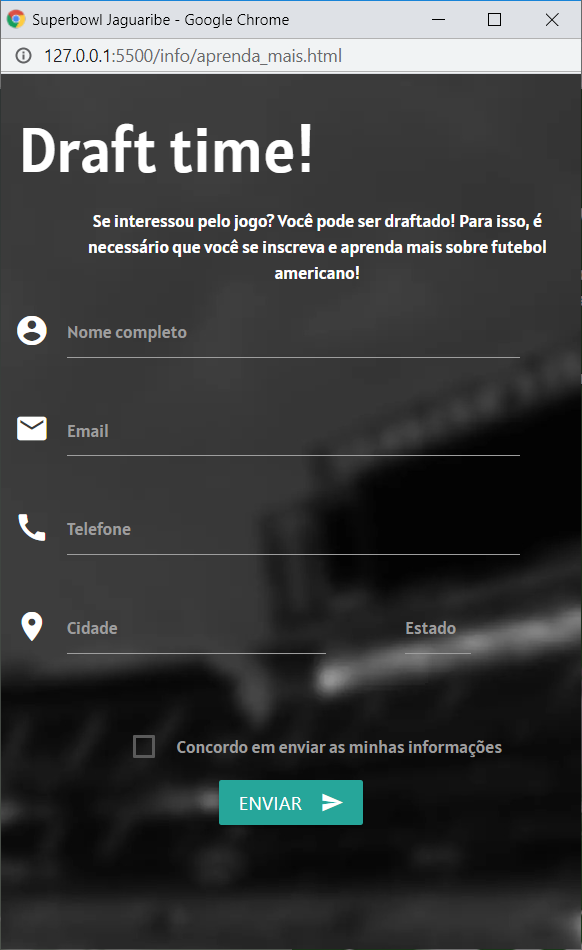 Superbowl Jaguaribe - Google Chrome
127.0.0.1:5500/info/aprenda_mais.html
Draft time!
Se interessou pelo jogo? Você pode ser draftado! Para isso, é
necessário que você se inscreva e aprenda mais sobre futebol
americano!
Nome completo
Email
Telefone
Cidade Estado
Concordo em enviar as minhas informações
ENVIAR